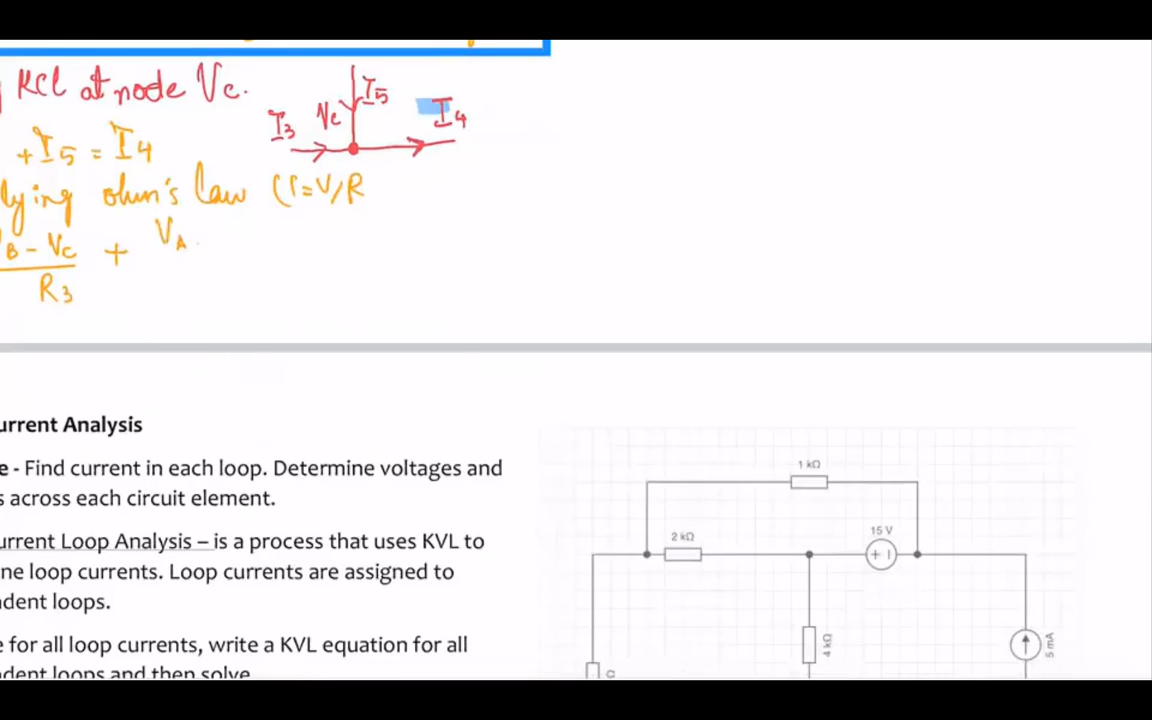 KCL at node Vc.
I5
I3
Vc
I4
+I5 = I4
lying ohm's law (I=V/R
B - Vc + VA
R3
urrent Analysis
e - Find current in each loop. Determine voltages and
s across each circuit element.
urrent Loop Analysis – is a process that uses KVL to
ne loop currents. Loop currents are assigned to
dent loops.
e for all loop currents, write a KVL equation for all
dent loops and then solve
1 kΩ
2 kΩ
15 V
4 kΩ
5 mA
Ω